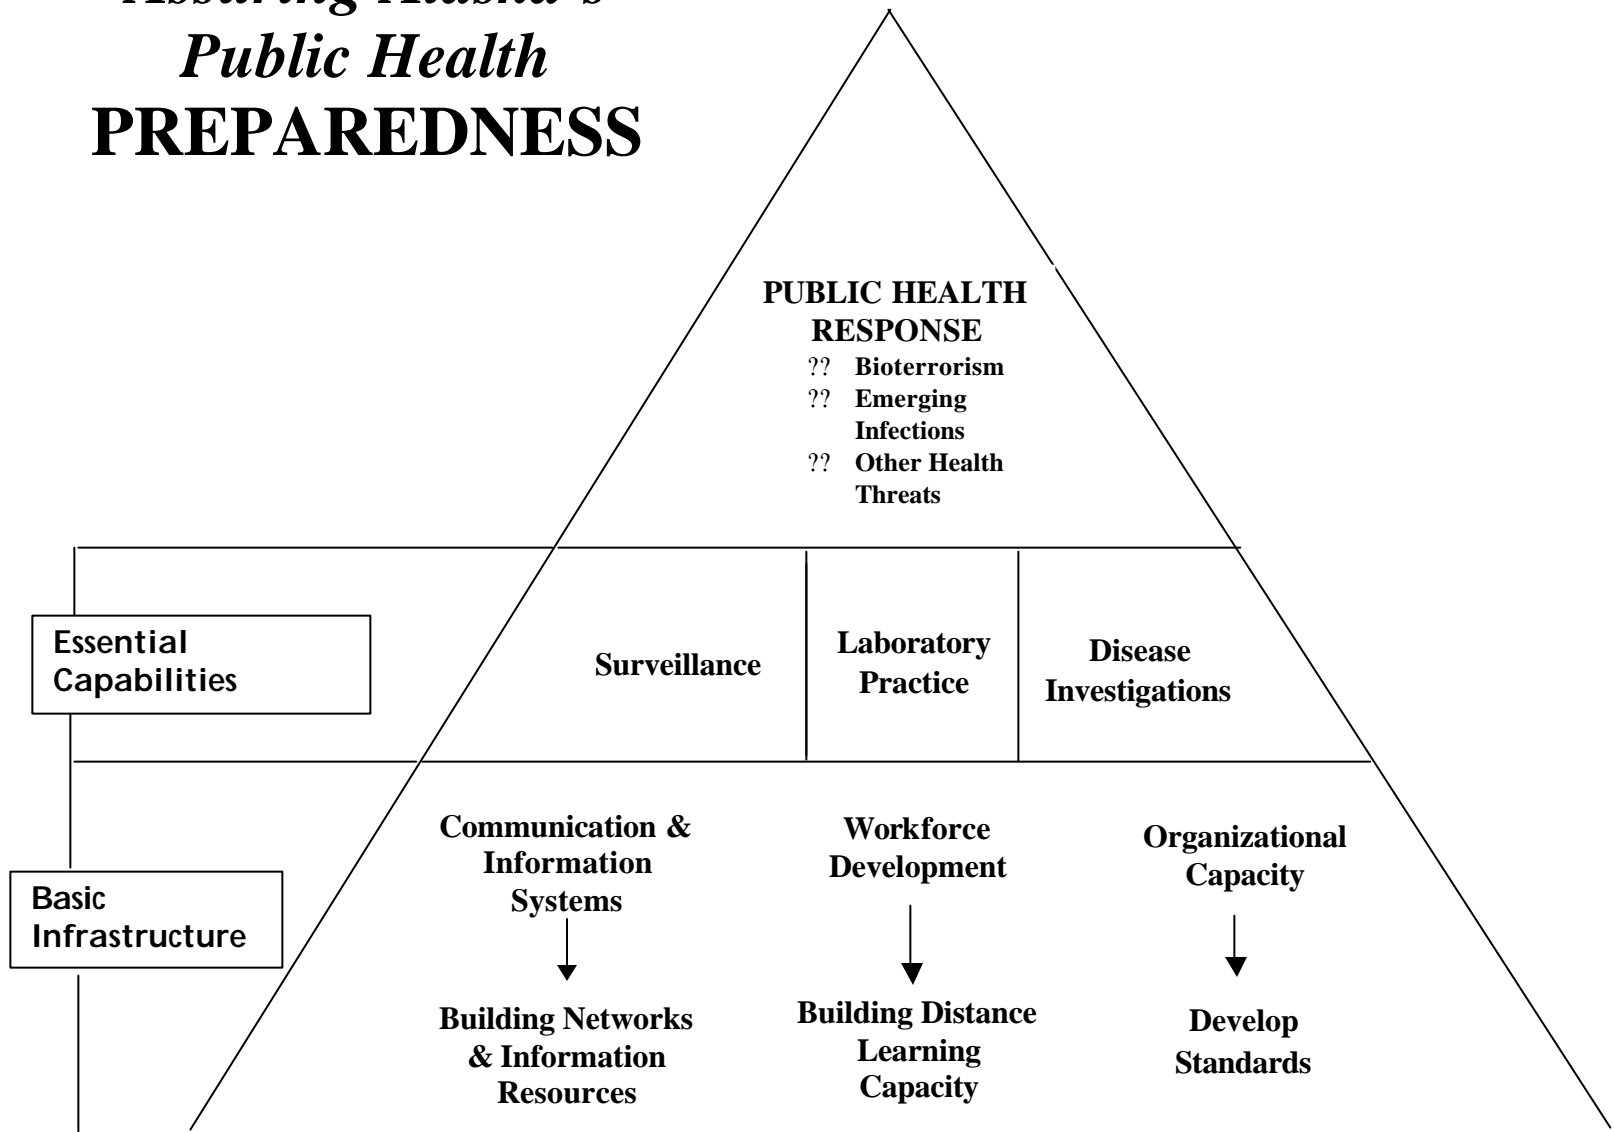 Assuring Alaska's
Public Health
PREPAREDNESS
PUBLIC HEALTH
RESPONSE
?? Bioterrorism
?? Emerging
Infections
?? Other Health
Threats
Essential
Capabilities
Surveillance
Laboratory
Practice
Disease
Investigations
Basic
Infrastructure
Communication &
Information
Systems
Workforce
Development
Organizational
Capacity
Building Networks
& Information
Resources
Building Distance
Learning
Capacity
Develop
Standards